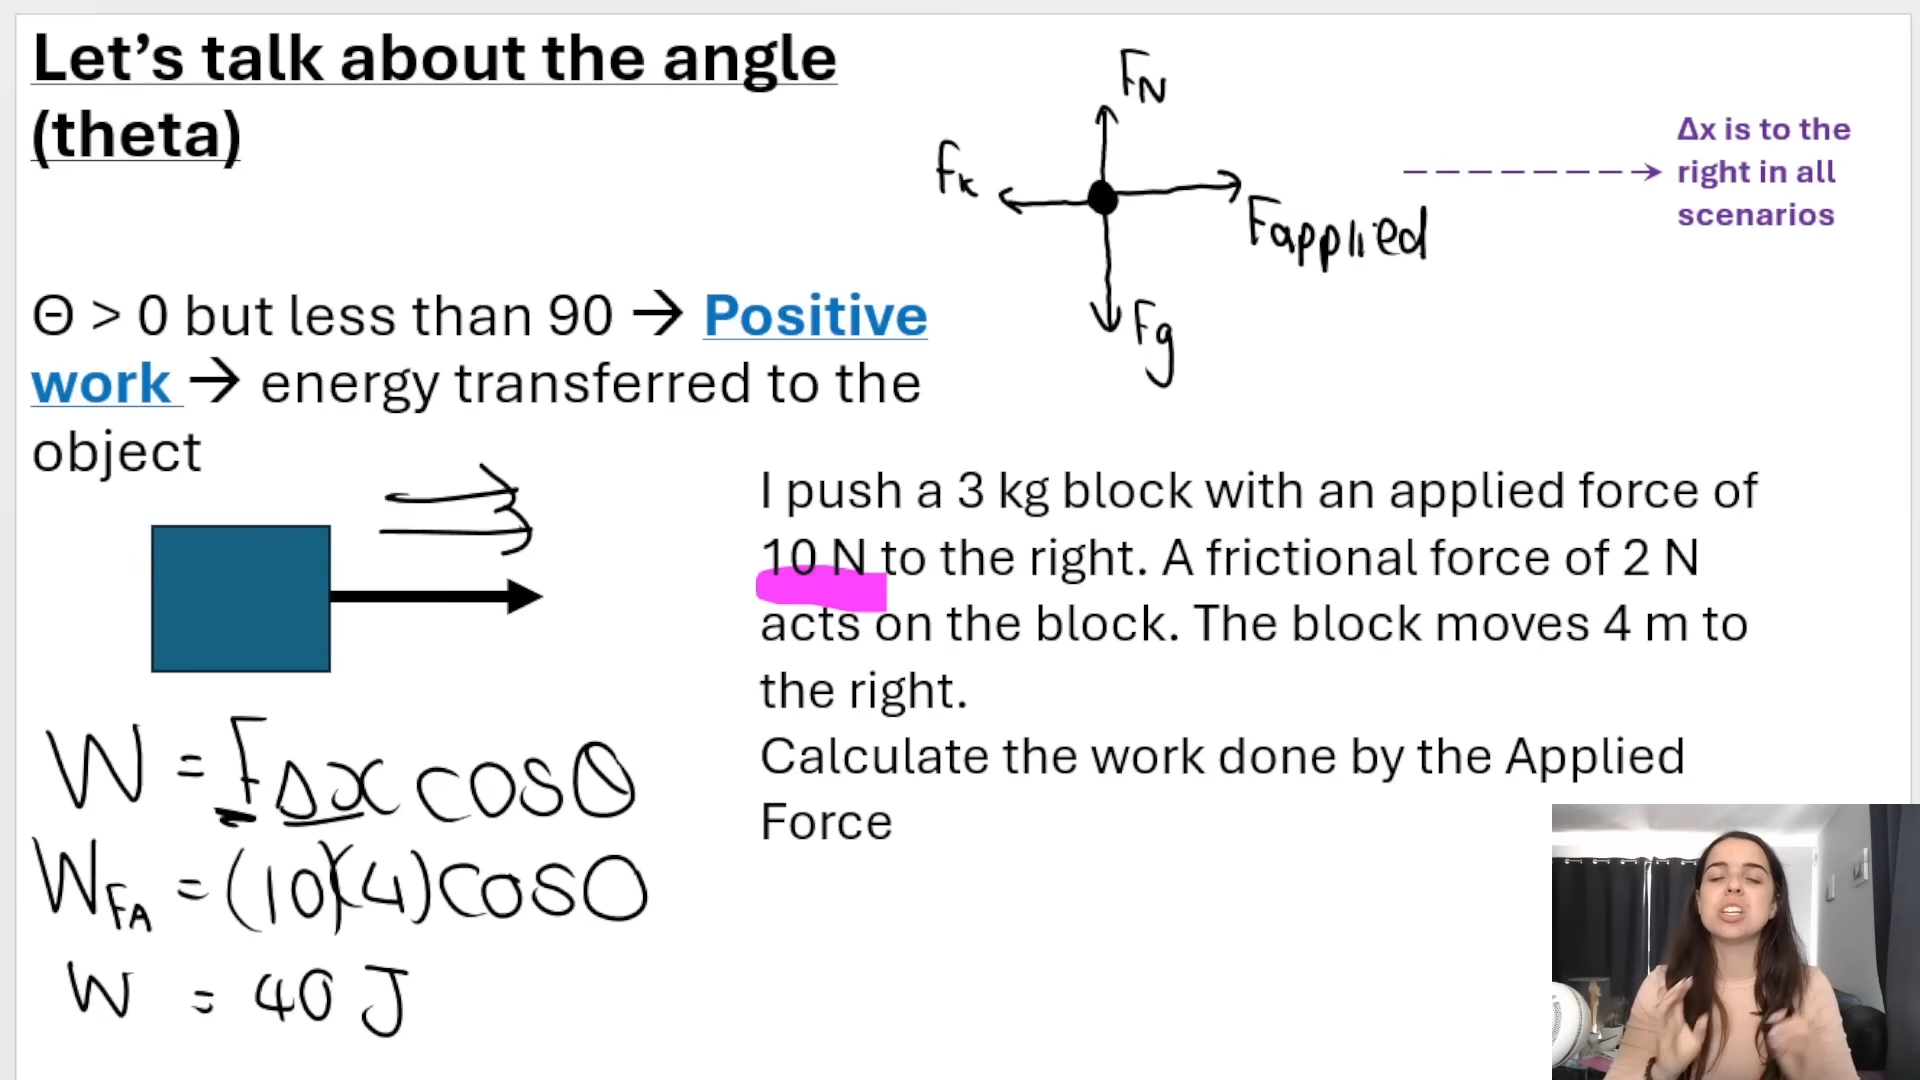 Let’s talk about the angle
(theta)
FN
Fk
Fapplied
Fg
Δx is to the
right in all
scenarios
Θ > 0 but less than 90 → Positive
work → energy transferred to the
object
I push a 3 kg block with an applied force of
10 N to the right. A frictional force of 2 N
acts on the block. The block moves 4 m to
the right.
Calculate the work done by the Applied
Force
W = FΔx cosθ
WFA = (10)(4)cos0
W = 40 J